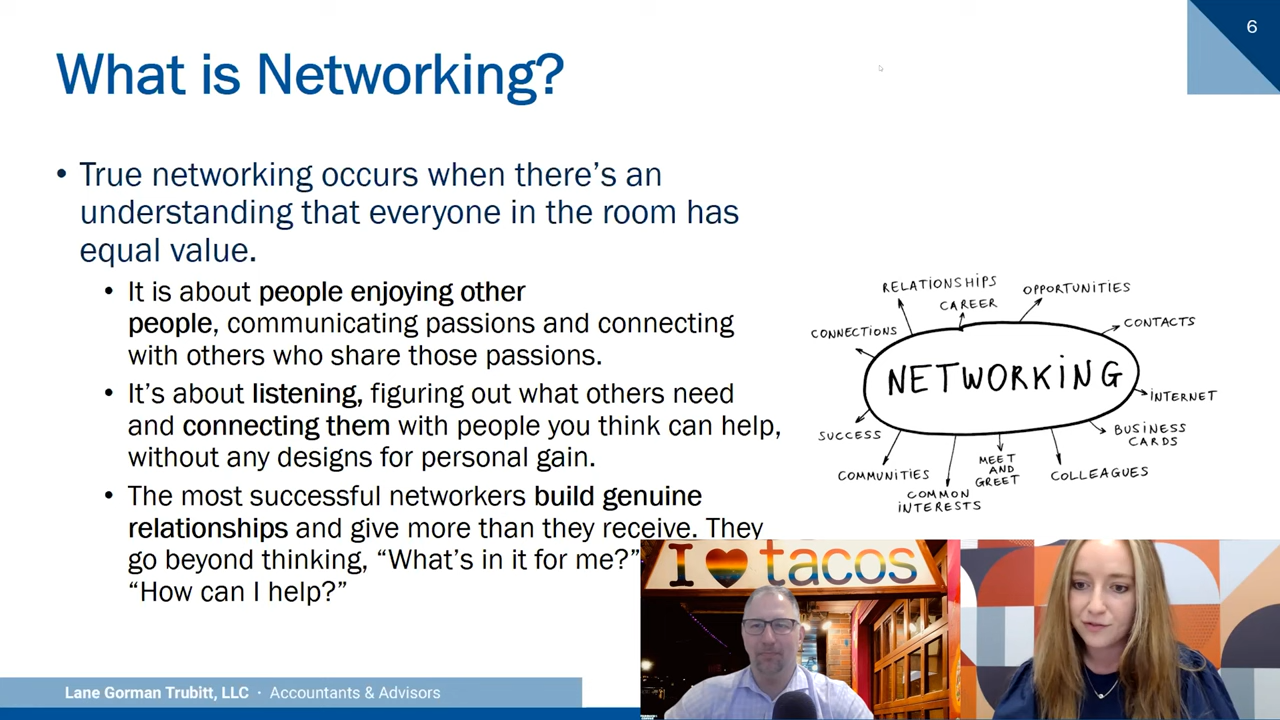 6
What is Networking?
• True networking occurs when there's an
understanding that everyone in the room has
equal value.
• It is about people enjoying other
people, communicating passions and connecting
with others who share those passions.
• It's about listening, figuring out what others need
and connecting them with people you think can help,
without any designs for personal gain.
• The most successful networkers build genuine
relationships and give more than they receive. They
go beyond thinking, “What's in it for me?”
“How can I help?”
RELATIONSHIPS
CAREER
OPPORTUNITIES
CONNECTIONS
CONTACTS
NETWORKING
INTERNET
SUCCESS
BUSINESS
CARDS
COMMUNITIES
MEET
AND
GREET
COLLEAGUES
COMMON
INTERESTS
I ♥ tacos
Lane Gorman Trubitt, LLC · Accountants & Advisors